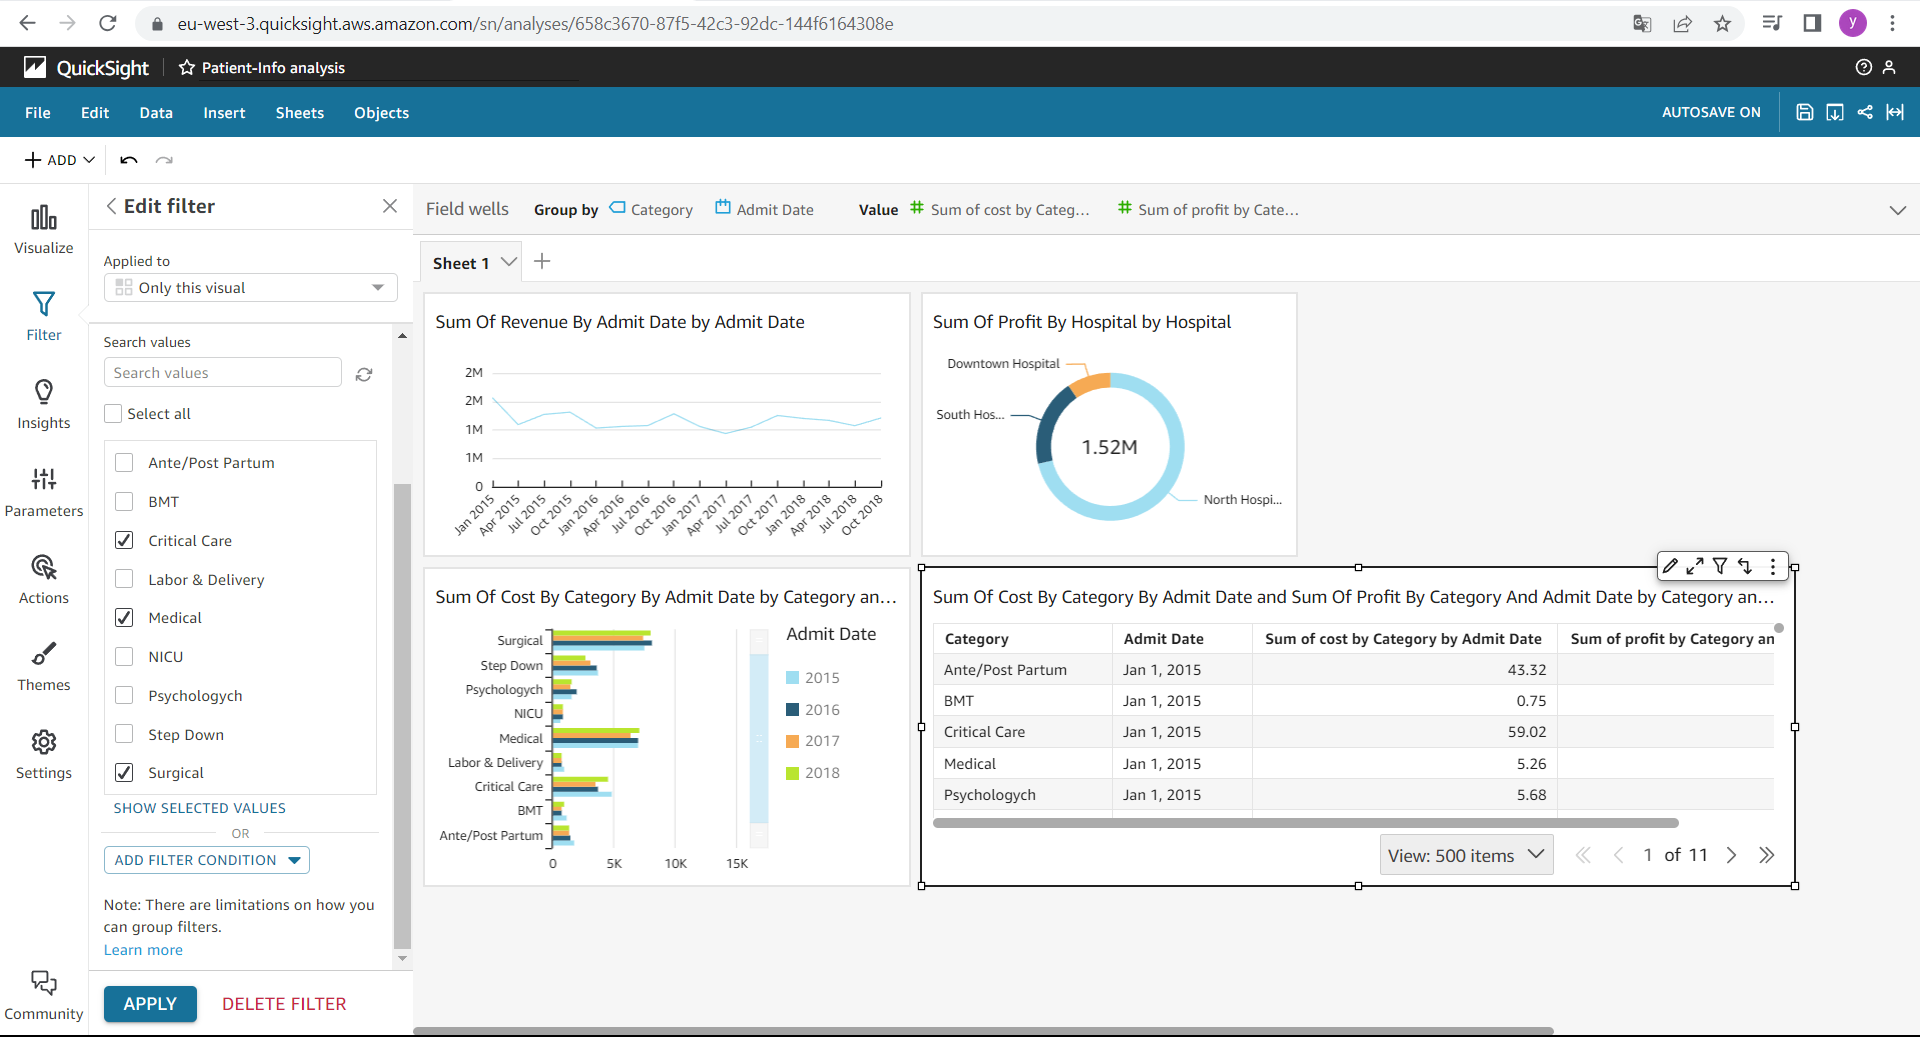 eu-west-3.quicksight.aws.amazon.com/sn/analyses/658c3670-87f5-42c3-92dc-144f6164308e
y
QuickSight
Patient-Info analysis
File Edit Data Insert Sheets Objects
AUTOSAVE ON
ADD
Visualize
Filter
Insights
Parameters
Actions
Themes
Settings
Community
Edit filter
Applied to
Only this visual
Search values
Search values
Select all
Ante/Post Partum
BMT
Critical Care
Labor & Delivery
Medical
NICU
Psychologych
Step Down
Surgical
SHOW SELECTED VALUES
OR
ADD FILTER CONDITION
Note: There are limitations on how you
can group filters.
Learn more
APPLY DELETE FILTER
Field wells Group by Category Admit Date Value Sum of cost by Categ... Sum of profit by Cate...
Sheet 1
Sum Of Revenue By Admit Date by Admit Date
2M
2M
1M
1M
0
Jan 2015 Apr 2015 Jul 2015 Oct 2015 Jan 2016 Apr 2016 Jul 2016 Oct 2016 Jan 2017 Apr 2017 Jul 2017 Oct 2017 Jan 2018 Apr 2018 Jul 2018 Oct 2018
Sum Of Profit By Hospital by Hospital
Downtown Hospital
South Hos...
1.52M
North Hospi...
Sum Of Cost By Category By Admit Date by Category an...
Surgical
Step Down
Psychologych
NICU
Medical
Labor & Delivery
Critical Care
BMT
Ante/Post Partum
0 5K 10K 15K
Admit Date
2015
2016
2017
2018
Sum Of Cost By Category By Admit Date and Sum Of Profit By Category And Admit Date by Category an...
Category Admit Date Sum of cost by Category by Admit Date Sum of profit by Category an
Ante/Post Partum Jan 1, 2015 43.32
BMT Jan 1, 2015 0.75
Critical Care Jan 1, 2015 59.02
Medical Jan 1, 2015 5.26
Psychologych Jan 1, 2015 5.68
View: 500 items 1 of 11